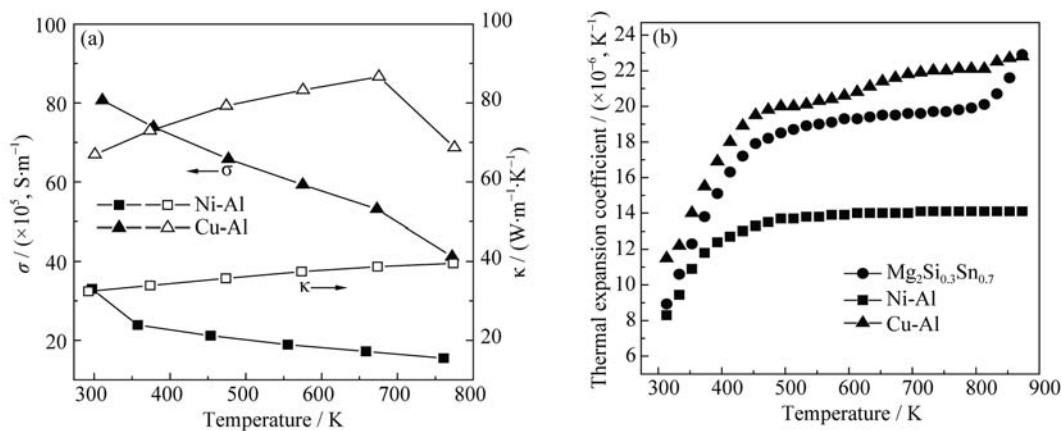 (a)
σ / (×10⁵, S·m⁻¹)
100
80
60
40
20
σ
Ni-Al
Cu-Al
κ
300 400 500 600 700 800
Temperature / K
100
80
60
40
20
0
κ / (W·m⁻¹·K⁻¹)
(b)
Thermal expansion coefficient / (×10⁻⁶, K⁻¹)
22
20
18
16
14
12
10
8
6
Mg₂Si₀.₃Sn₀.₇
Ni-Al
Cu-Al
300 400 500 600 700 800 900
Temperature / K